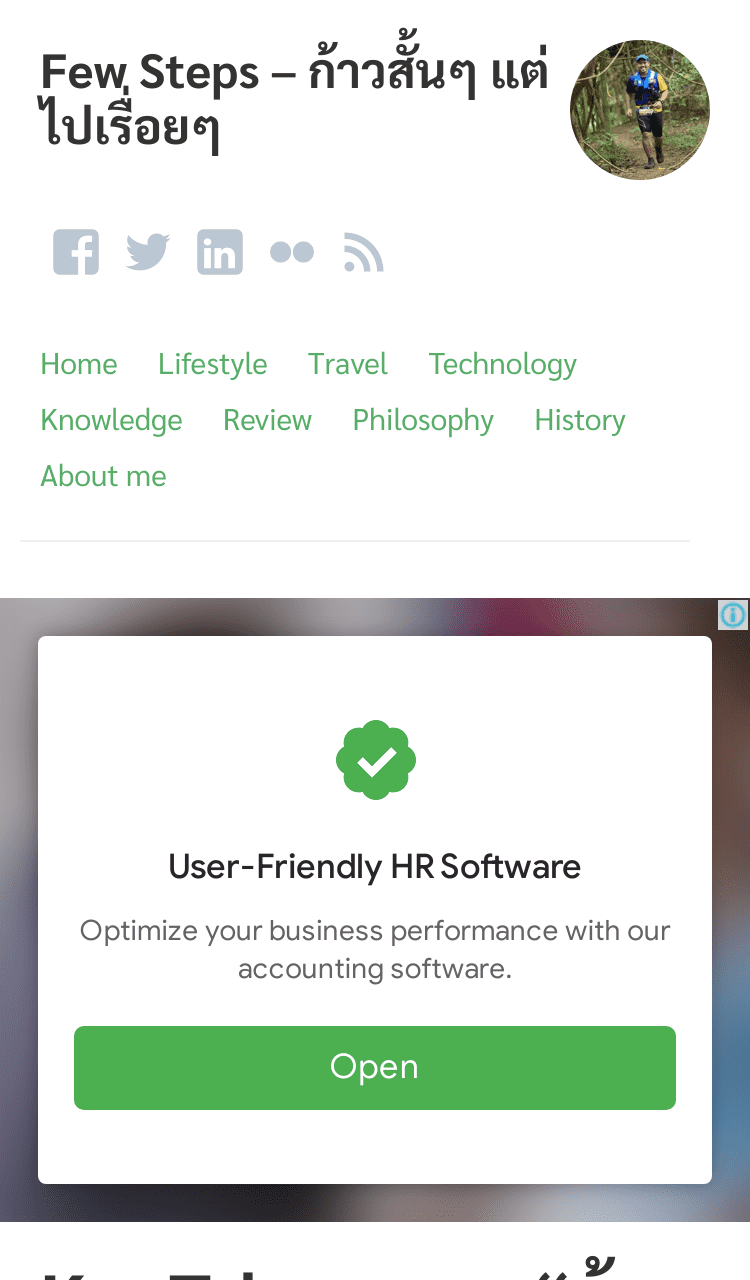 Few Steps – ก้าวสั้นๆ แต่
ไปเรื่อยๆ
Home Lifestyle Travel Technology
Knowledge Review Philosophy History
About me
User-Friendly HR Software
Optimize your business performance with our
accounting software.
Open